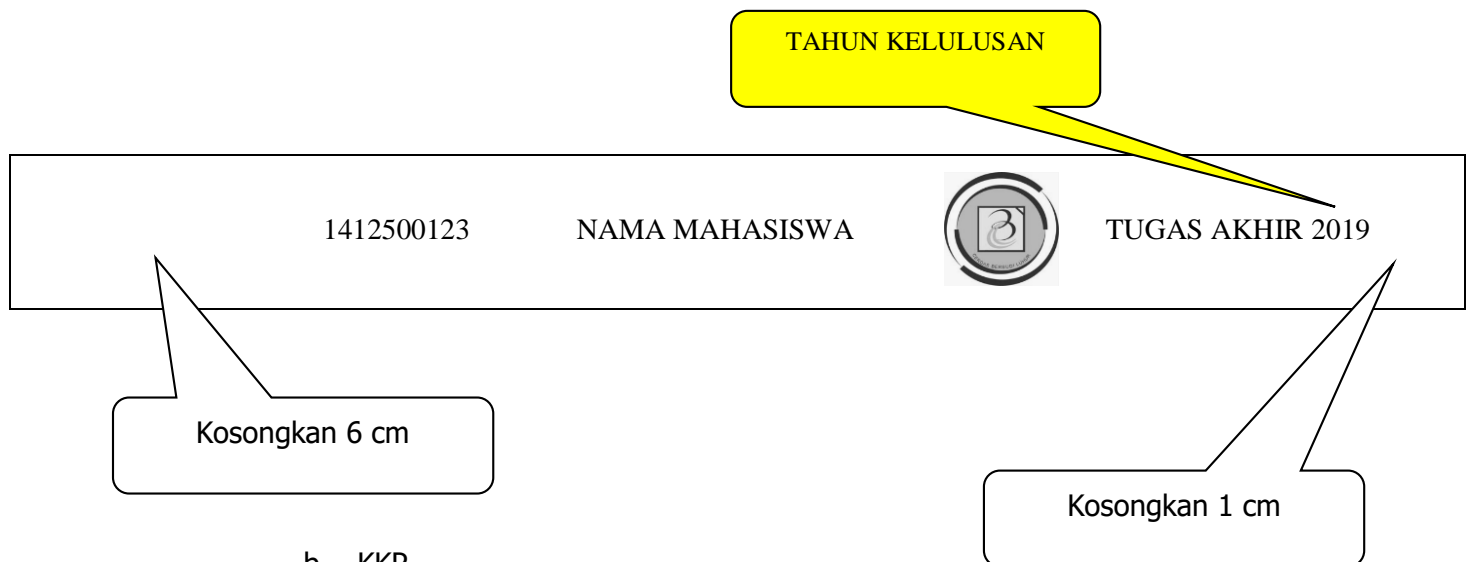 TAHUN KELULUSAN
1412500123 NAMA MAHASISWA TUGAS AKHIR 2019
Kosongkan 6 cm
Kosongkan 1 cm